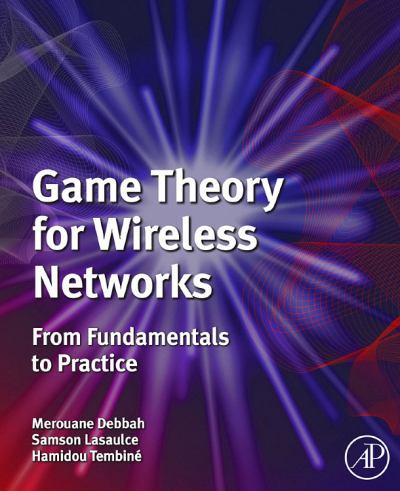 Game Theory
for Wireless
Networks
From Fundamentals
to Practice
Merouane Debbah
Samson Lasaulce
Hamidou Tembiné
AP